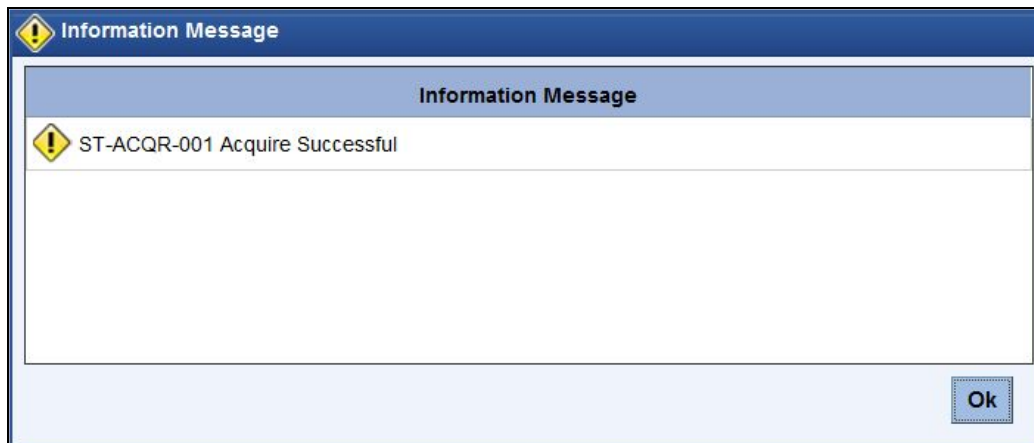 Information Message
Information Message
ST-ACQR-001 Acquire Successful
Ok